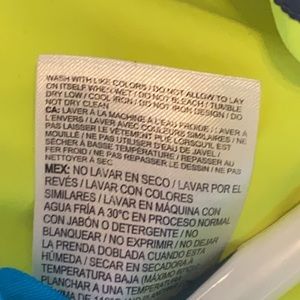 WASH WITH LIKE COLORS / DO NOT ALLOW TO LAY
ON ITSELF WHEN WET / DO NOT BLEACH / TUMBLE
DRY LOW / COOL IRON / DO NOT IRON DESIGN / DO
NOT DRY CLEAN
CA: LAVER À LA MACHINE À L'EAU FROIDE / LAVER À
L'ENVERS / LAVER AVEC COULEURS SIMILAIRES / NE
PAS LAISSER LE VÊTEMENT PLIÉ LORSQU'IL EST
MOUILLÉ / NE PAS UTILISER D'EAU DE JAVEL /
SÉCHER À BASSE TEMPÉRATURE / REPASSER AU
FER FROID / NE PAS REPASSER LE DESSIN / NE PAS
NETTOYER À SEC
MEX: NO LAVAR EN SECO / LAVAR POR EL
REVÉS / LAVAR CON COLORES
SIMILARES / LAVAR EN MÁQUINA CON
AGUA FRÍA A 30°C EN PROCESO NORMAL
CON JABÓN O DETERGENTE / NO
BLANQUEAR / NO EXPRIMIR / NO DEJAR
LA PRENDA DOBLADA CUANDO ESTÁ
HÚMEDA / SECAR EN SECADORA A
TEMPERATURA BAJA (MÁXIMO
PLANCHAR A UNA TEMPERATURA